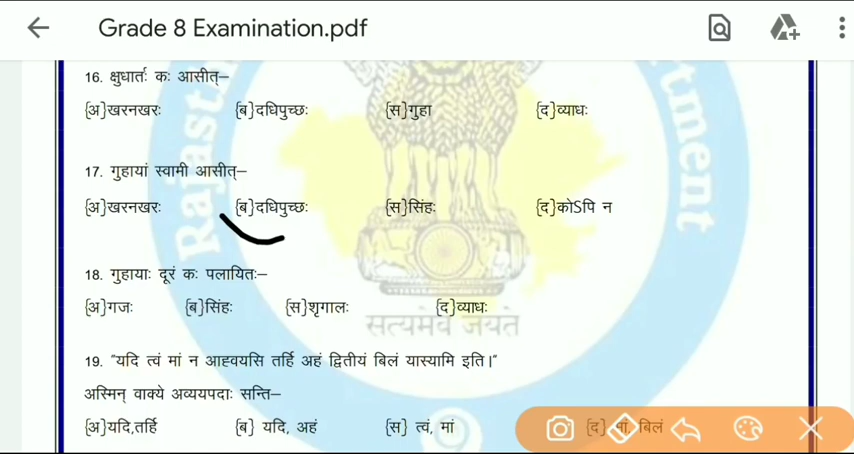 Grade 8 Examination.pdf
16. क्षुधार्तः कः आसीत्–
{अ}खरनखरः {ब}दधिपुच्छः {स}गुहा {द}व्याधः
17. गुहायां स्वामी आसीत्–
{अ}खरनखरः {ब}दधिपुच्छः {स}सिंहः {द}कोSपि न
18. गुहायाः दूरं कः पलायितः–
{अ}गजः {ब}सिंहः {स}शृगालः {द}व्याधः
सत्यमेव जयते
19. "यदि त्वं मां न आह्वयसि तर्हि अहं द्वितीयं बिलं यास्यामि इति।"
अस्मिन् वाक्ये अव्ययपदाः सन्ति–
{अ}यदि,तर्हि {ब} यदि, अहं {स} त्वं, मां {द} मां, बिलं